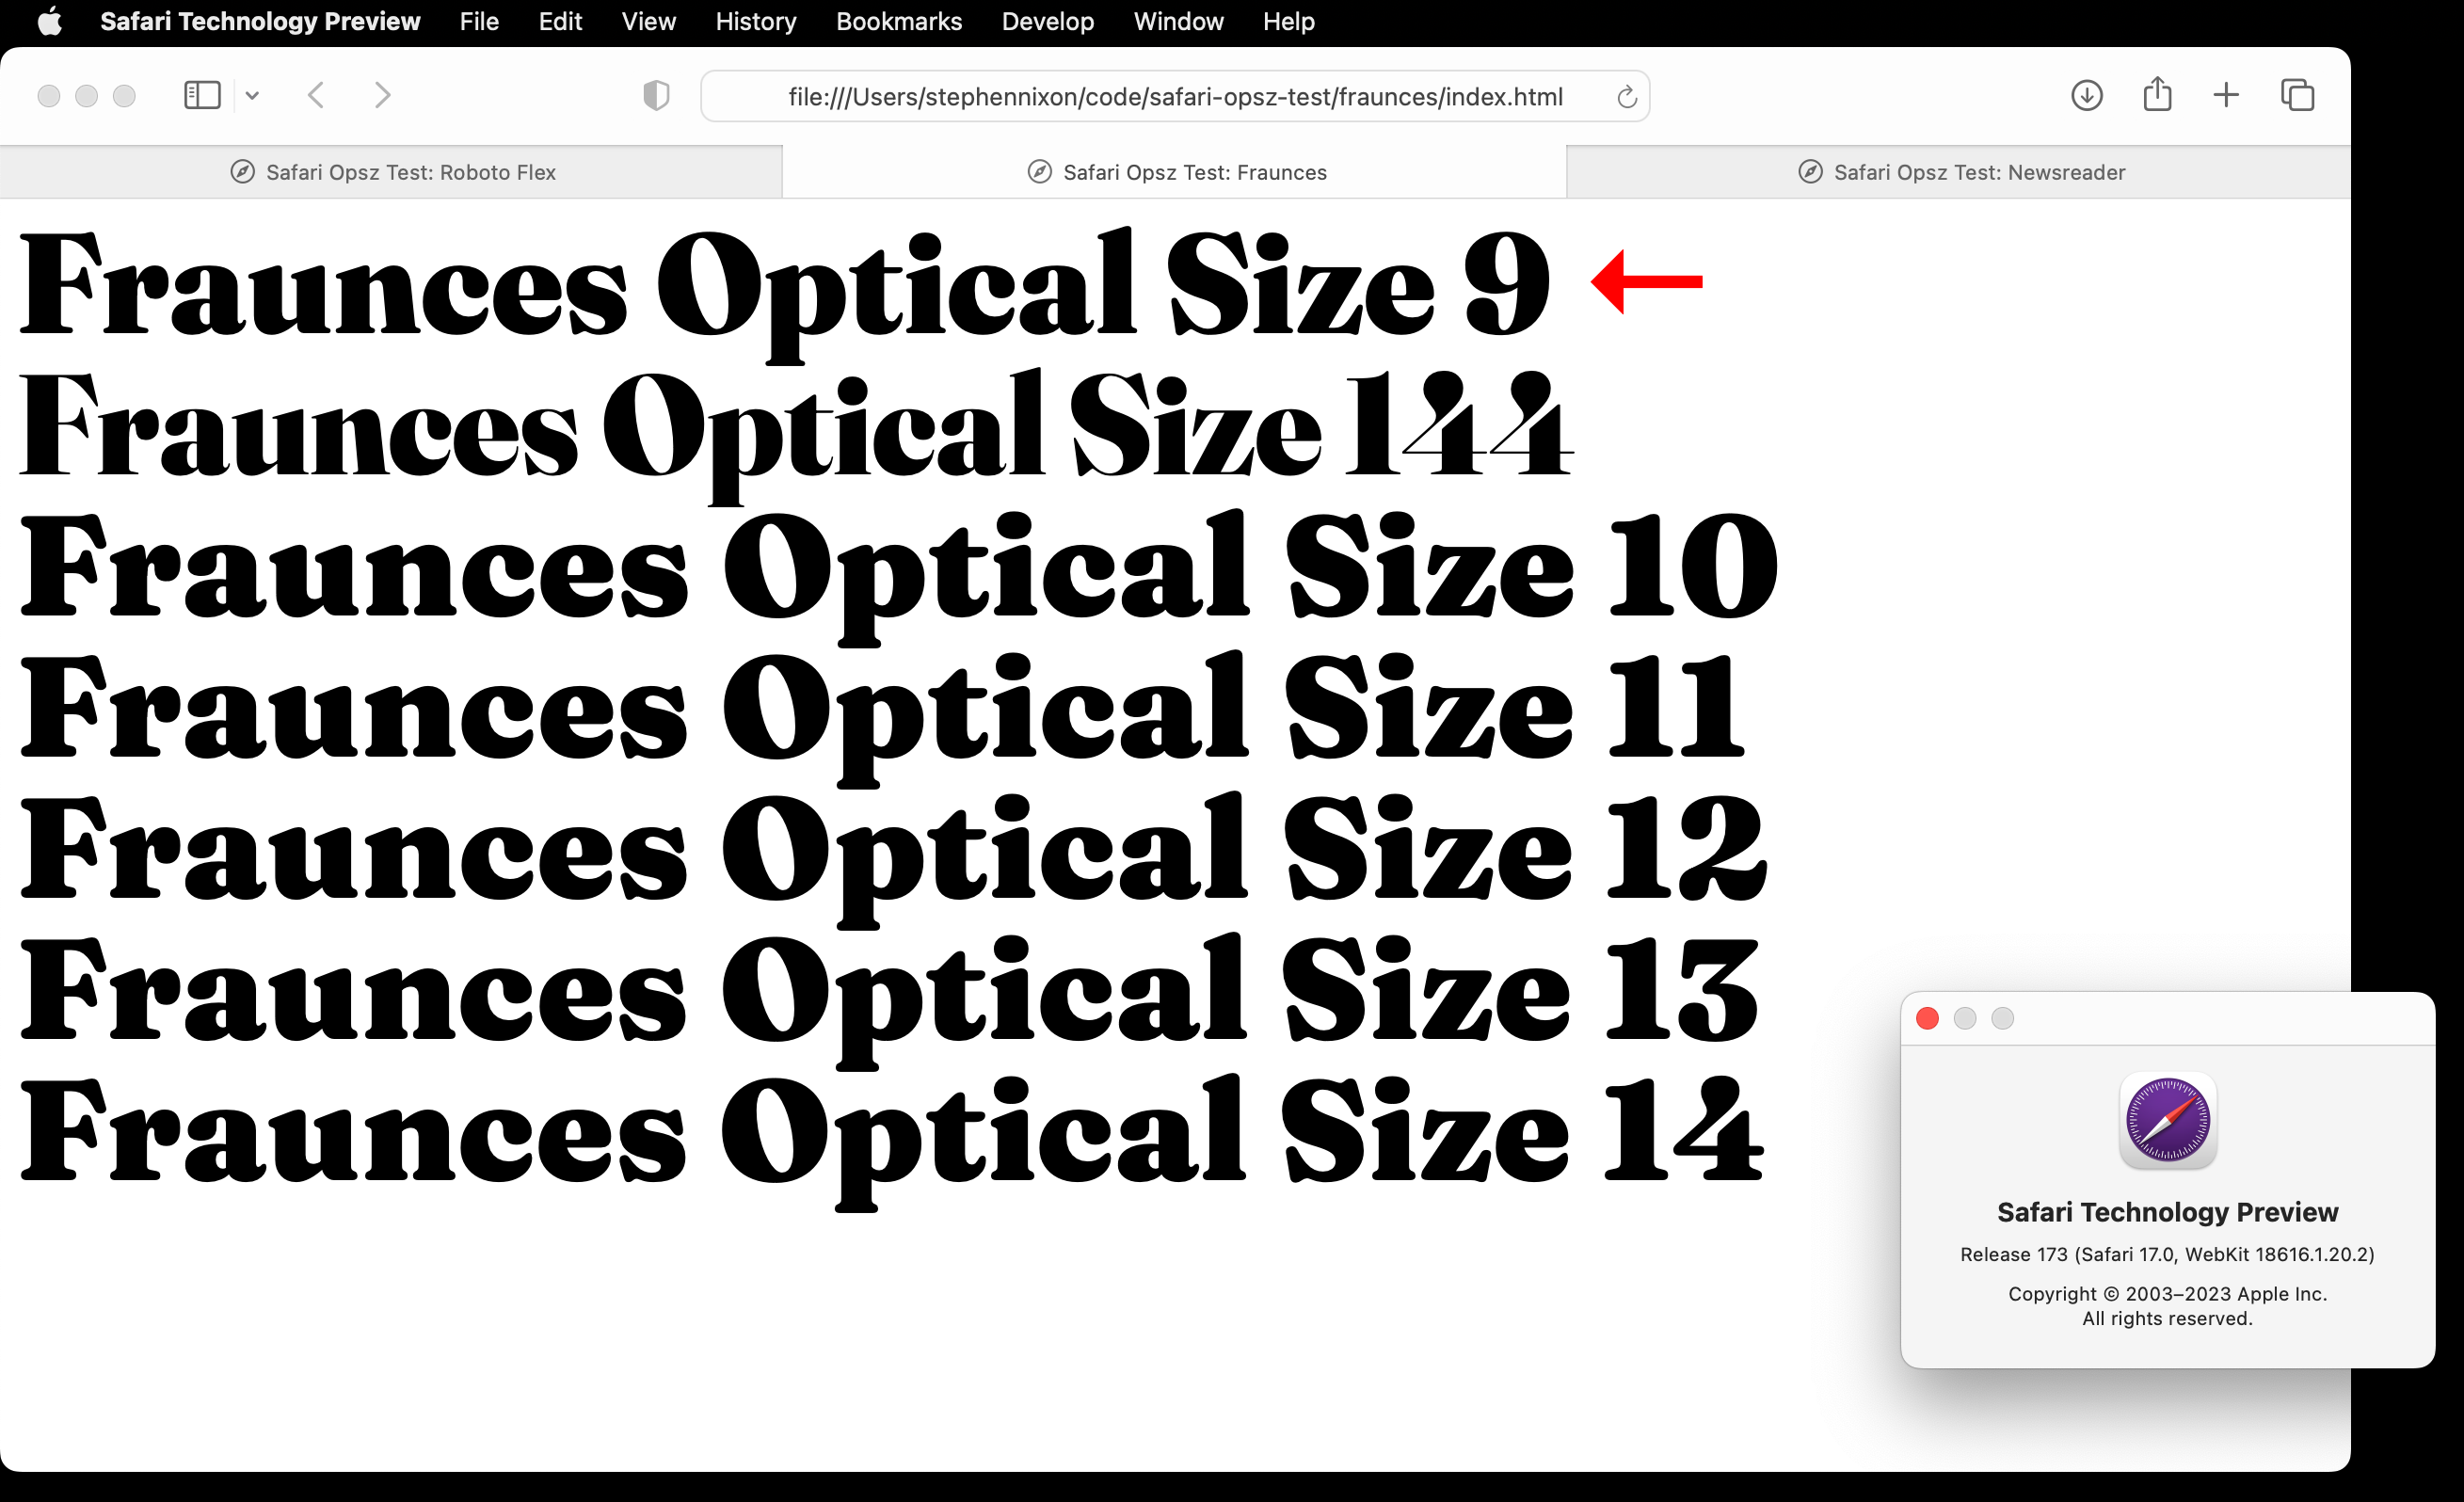 Safari Technology Preview File Edit View History Bookmarks Develop Window Help
file:///Users/stephennixon/code/safari-opsz-test/fraunces/index.html
Safari Opsz Test: Roboto Flex
Safari Opsz Test: Fraunces
Safari Opsz Test: Newsreader
Fraunces Optical Size 9
Fraunces Optical Size 144
Fraunces Optical Size 10
Fraunces Optical Size 11
Fraunces Optical Size 12
Fraunces Optical Size 13
Fraunces Optical Size 14
Safari Technology Preview
Release 173 (Safari 17.0, WebKit 18616.1.20.2)
Copyright © 2003–2023 Apple Inc.
All rights reserved.